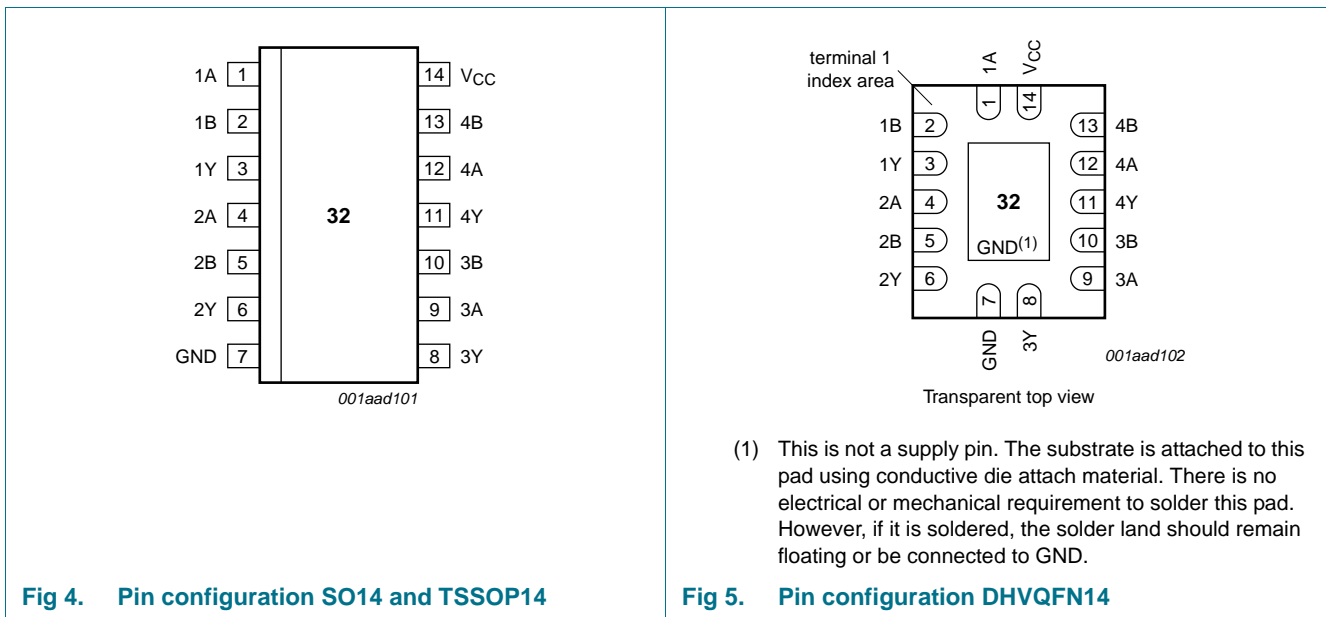 1A 1 14 VCC
1B 2 13 4B
1Y 3 12 4A
2A 4 32 11 4Y
2B 5 10 3B
2Y 6 9 3A
GND 7 8 3Y
001aad101
Fig 4. Pin configuration SO14 and TSSOP14
terminal 1
index area
1A VCC
1 14
1B 2 13 4B
1Y 3 12 4A
2A 4 32 11 4Y
2B 5 GND(1) 10 3B
2Y 6 9 3A
7 8
GND 3Y
001aad102
Transparent top view
(1) This is not a supply pin. The substrate is attached to this
pad using conductive die attach material. There is no
electrical or mechanical requirement to solder this pad.
However, if it is soldered, the solder land should remain
floating or be connected to GND.
Fig 5. Pin configuration DHVQFN14